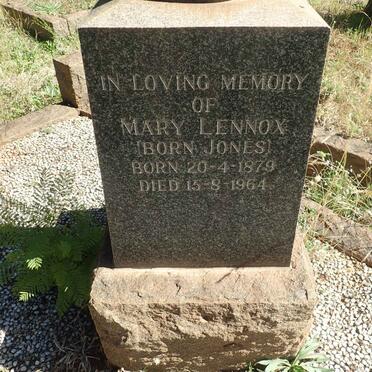 IN LOVING MEMORY
OF
MARY LENNOX
(BORN JONES)
BORN 20-4-1879
DIED 15-8-1964